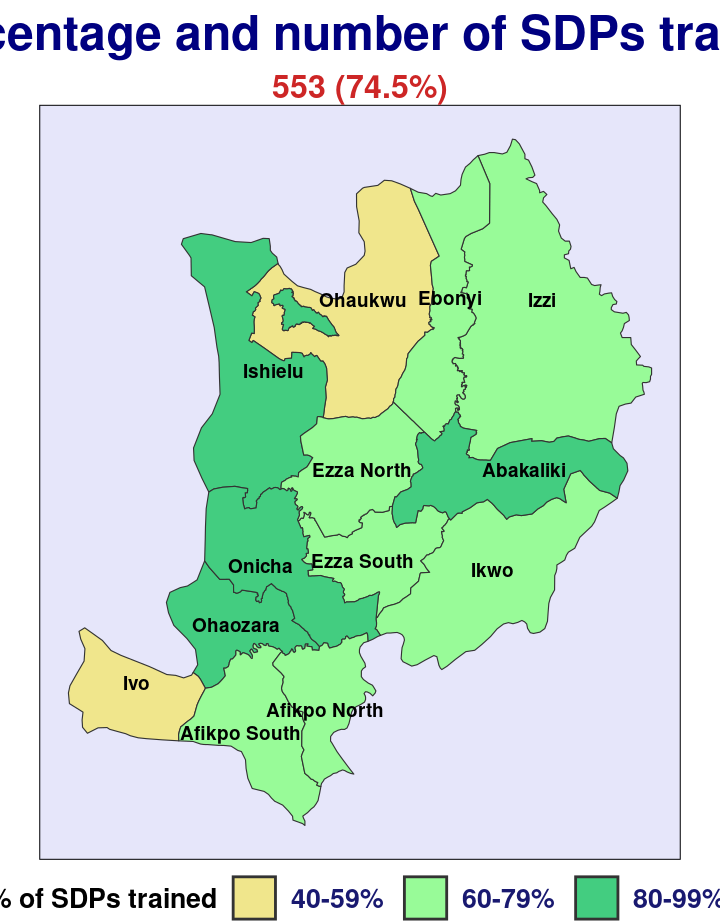 centage and number of SDPs tra
553 (74.5%)
Ohaukwu
Ebonyi
Izzi
Ishielu
Ezza North
Abakaliki
Onicha
Ezza South
Ikwo
Ohaozara
Ivo
Afikpo North
Afikpo South
% of SDPs trained
40-59%
60-79%
80-99%